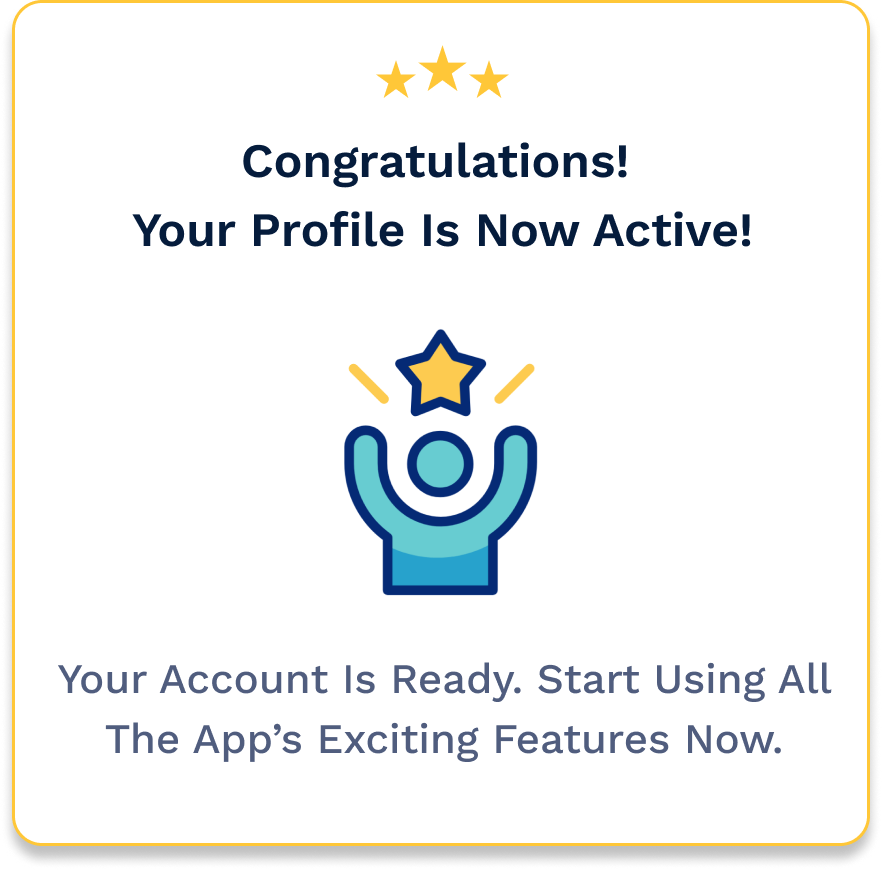 Congratulations!
Your Profile Is Now Active!
Your Account Is Ready. Start Using All
The App’s Exciting Features Now.